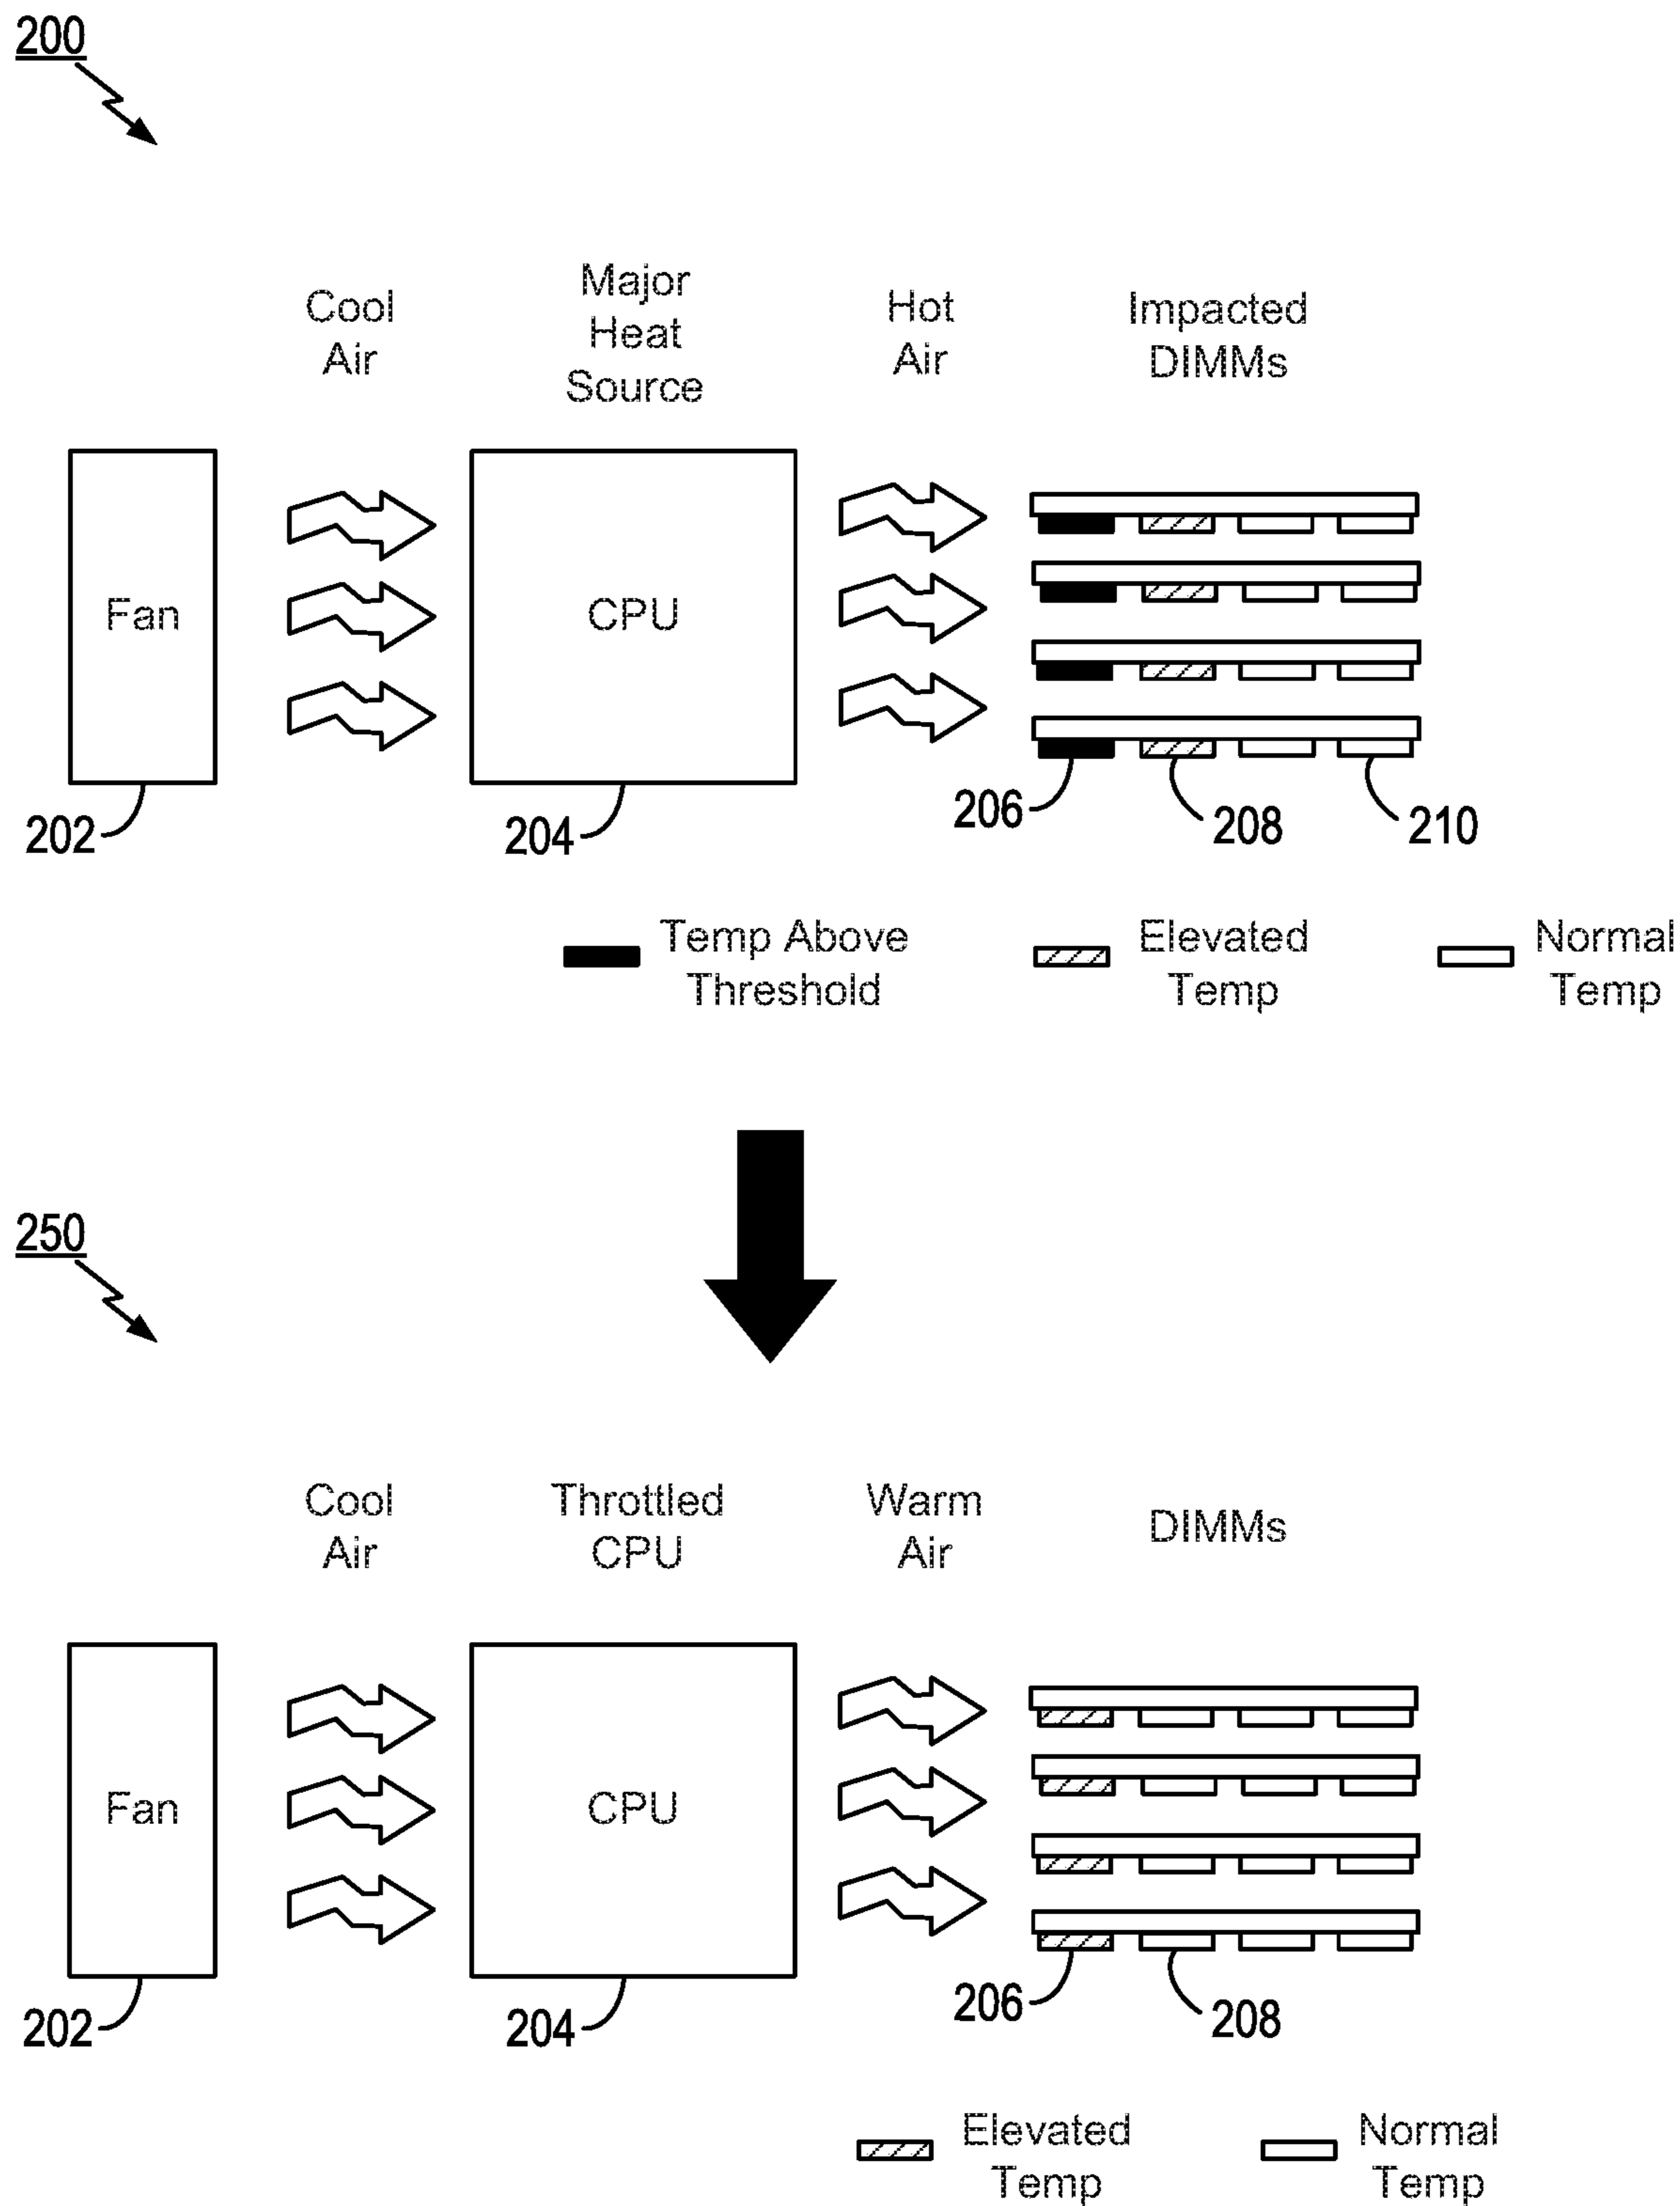 200
Cool
Air
Major
Heat
Source
Hot
Air
Impacted
DIMMs
Fan
CPU
202
204
206
208
210
Temp Above
Threshold
Elevated
Temp
Normal
Temp
250
Cool
Air
Throttled
CPU
Warm
Air
DIMMs
Fan
CPU
202
204
206
208
Elevated
Temp
Normal
Temp